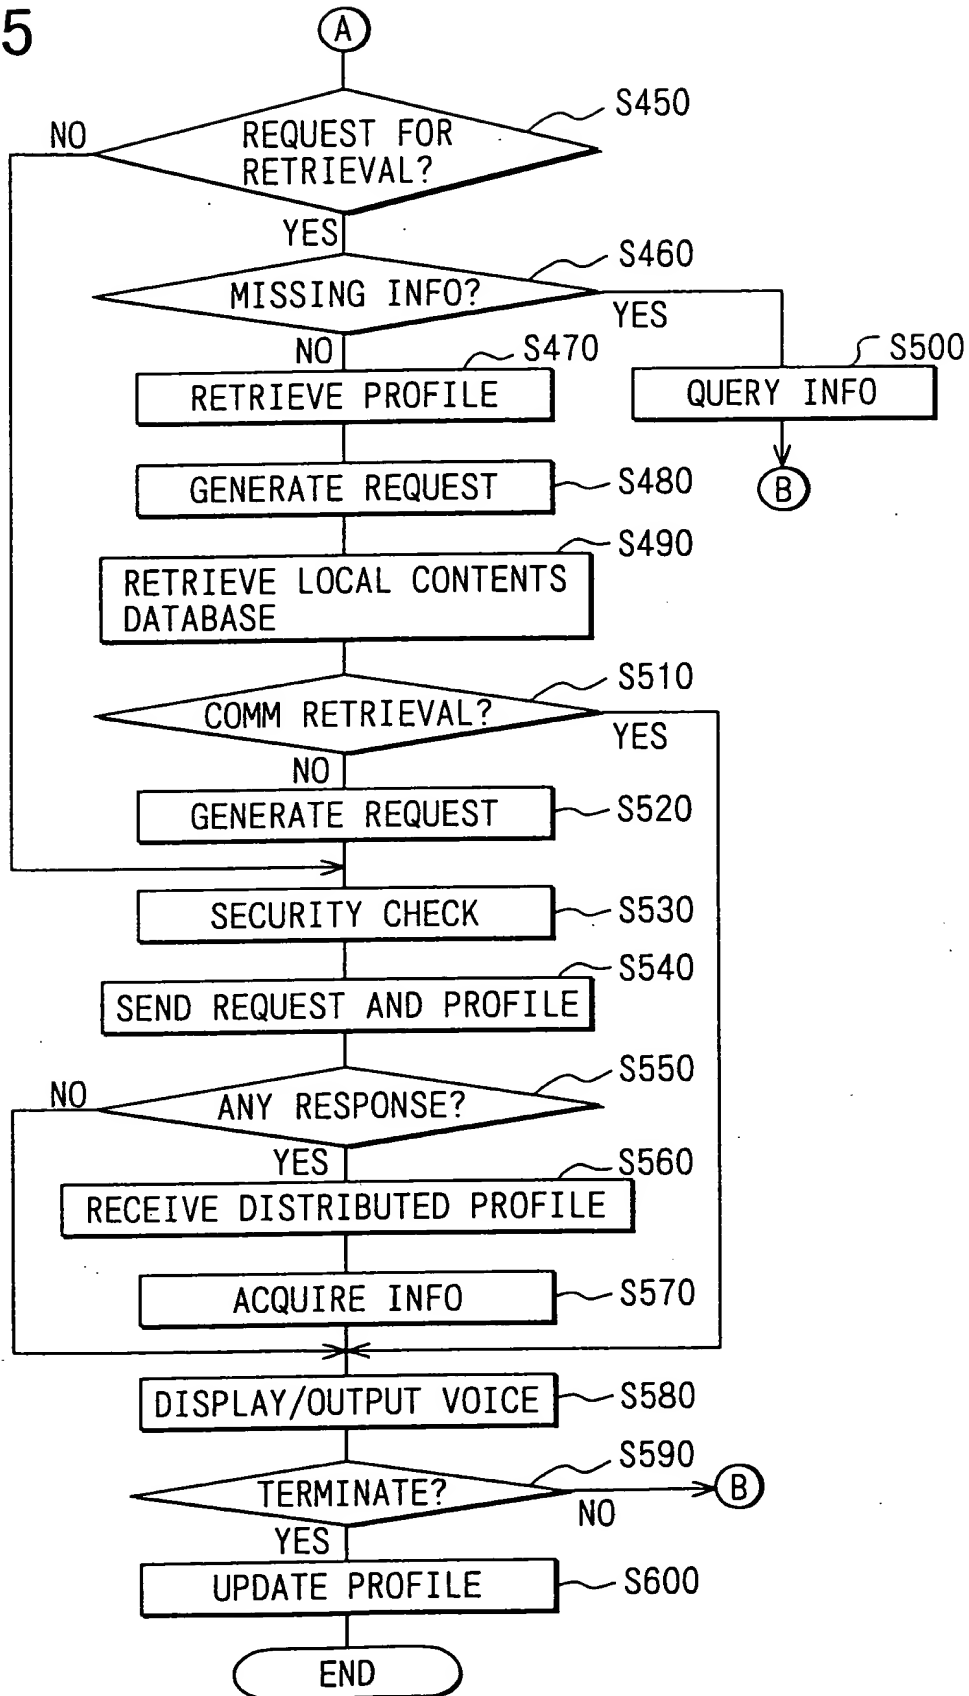 5
A
S450
NO
REQUEST FOR
RETRIEVAL?
YES
S460
MISSING INFO?
YES
NO
S470
S500
RETRIEVE PROFILE
QUERY INFO
GENERATE REQUEST
S480
B
S490
RETRIEVE LOCAL CONTENTS
DATABASE
S510
COMM RETRIEVAL?
YES
NO
GENERATE REQUEST
S520
SECURITY CHECK
S530
S540
SEND REQUEST AND PROFILE
S550
NO
ANY RESPONSE?
YES
S560
RECEIVE DISTRIBUTED PROFILE
ACQUIRE INFO
S570
DISPLAY/OUTPUT VOICE
S580
S590
TERMINATE?
B
NO
YES
UPDATE PROFILE
S600
END